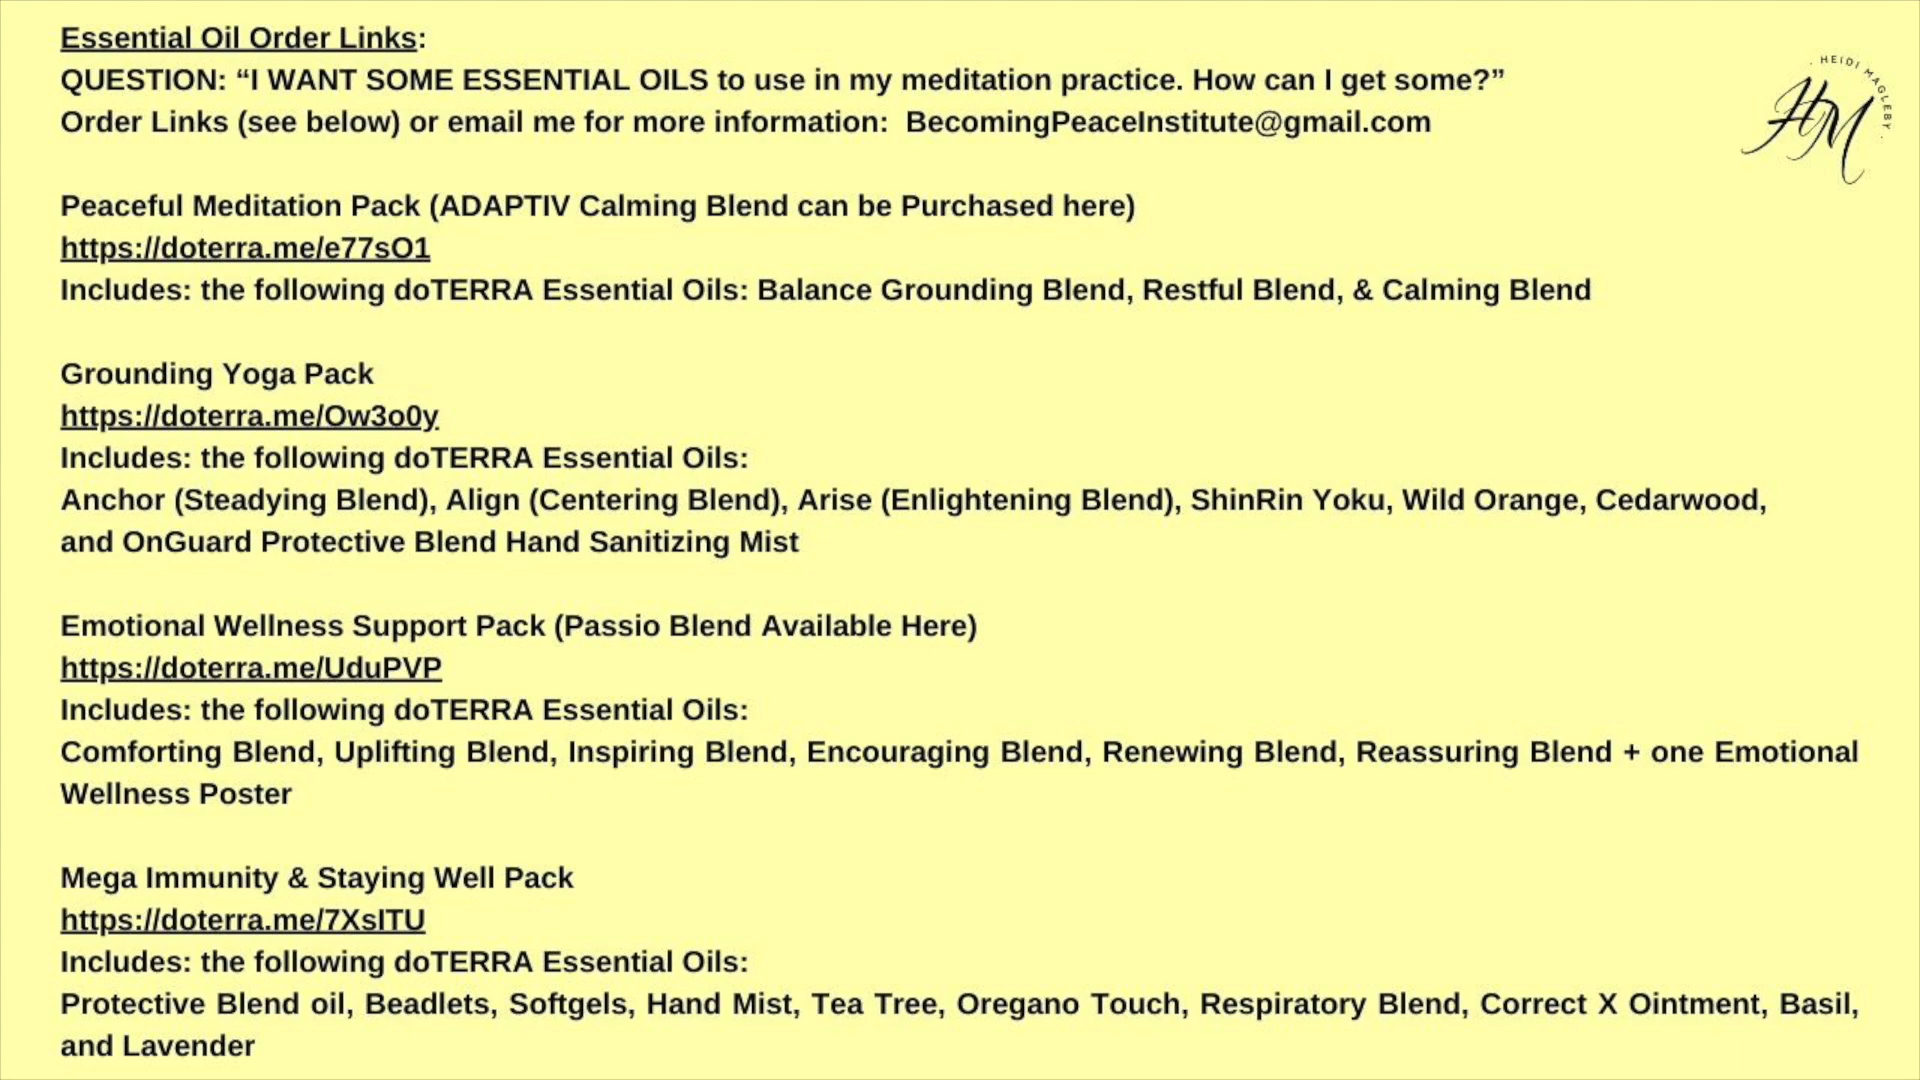 Essential Oil Order Links:
QUESTION: “I WANT SOME ESSENTIAL OILS to use in my meditation practice. How can I get some?”
Order Links (see below) or email me for more information:  BecomingPeaceInstitute@gmail.com
· HEIDI MAGLEBY ·
HM
Peaceful Meditation Pack (ADAPTIV Calming Blend can be Purchased here)
https://doterra.me/e77sO1
Includes: the following doTERRA Essential Oils: Balance Grounding Blend, Restful Blend, & Calming Blend
Grounding Yoga Pack
https://doterra.me/Ow3o0y
Includes: the following doTERRA Essential Oils:
Anchor (Steadying Blend), Align (Centering Blend), Arise (Enlightening Blend), ShinRin Yoku, Wild Orange, Cedarwood,
and OnGuard Protective Blend Hand Sanitizing Mist
Emotional Wellness Support Pack (Passio Blend Available Here)
https://doterra.me/UduPVP
Includes: the following doTERRA Essential Oils:
Comforting Blend, Uplifting Blend, Inspiring Blend, Encouraging Blend, Renewing Blend, Reassuring Blend + one Emotional
Wellness Poster
Mega Immunity & Staying Well Pack
https://doterra.me/7XsITU
Includes: the following doTERRA Essential Oils:
Protective Blend oil, Beadlets, Softgels, Hand Mist, Tea Tree, Oregano Touch, Respiratory Blend, Correct X Ointment, Basil,
and Lavender